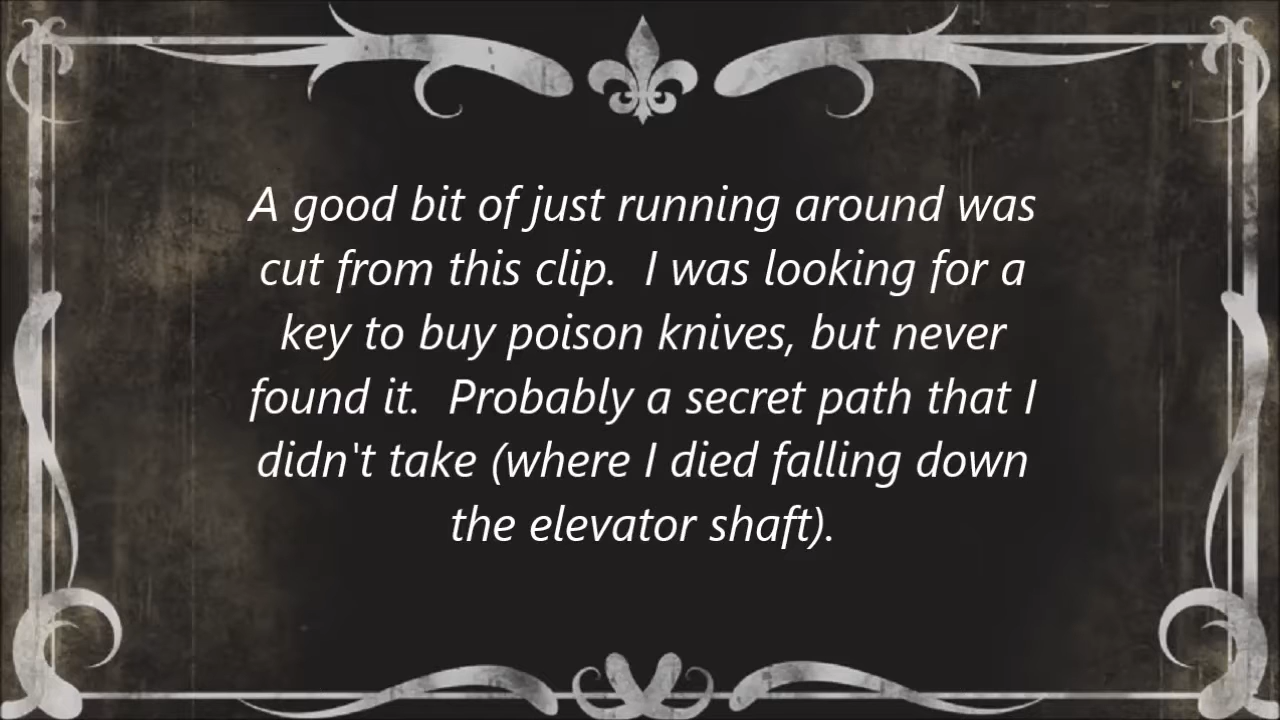 A good bit of just running around was
cut from this clip.  I was looking for a
key to buy poison knives, but never
found it.  Probably a secret path that I
didn't take (where I died falling down
the elevator shaft).